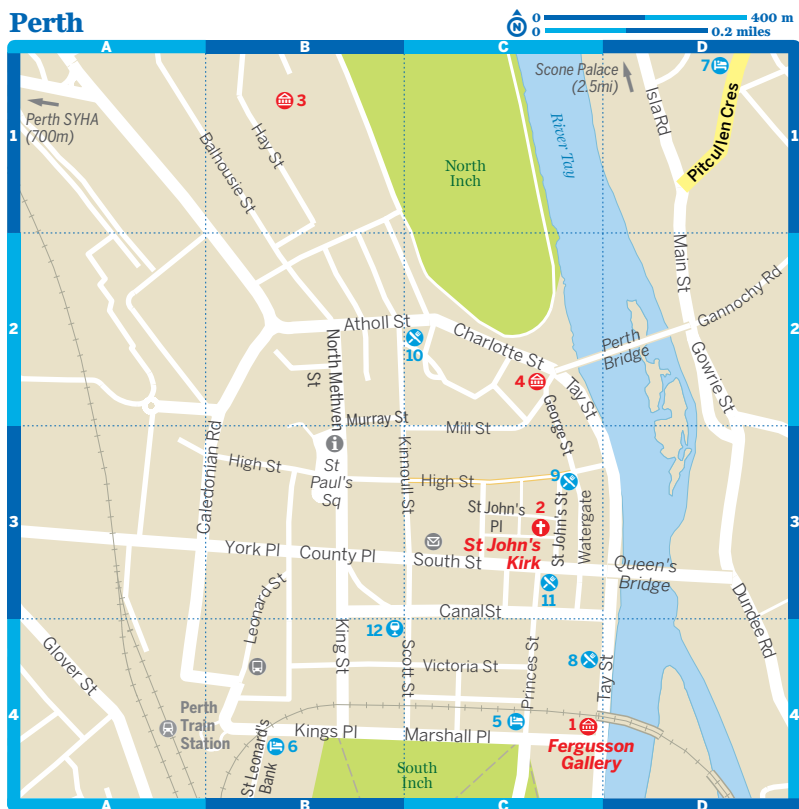 Perth
N
0 400 m
0 0.2 miles
A B C D
1
Perth SYHA
(700m)
3
Hay St
Balhousie St
North
Inch
River Tay
Scone Palace
(2.5mi)
Isla Rd
7
Pitcullen Cres
1
2
Atholl St
10
Charlotte St
Perth
Bridge
Main St
Gannochy Rd
Gowrie St
2
North Methven
St
4
Tay St
George St
Murray St
Mill St
3
Caledonian Rd
High St
i
St
Paul's
Sq
Kinnoull St
High St
9
St John's
Pl
2
St John's
Kirk
St John's St
Watergate
York Pl
County Pl
South St
11
Queen's
Bridge
Dundee Rd
3
Leonard St
Canal St
King St
12
Scott St
Victoria St
Princes St
8
Tay St
4
Glover St
Perth
Train
Station
St Leonard's
Bank
6
Kings Pl
Marshall Pl
5
1
Fergusson
Gallery
South
Inch
4
A B C D